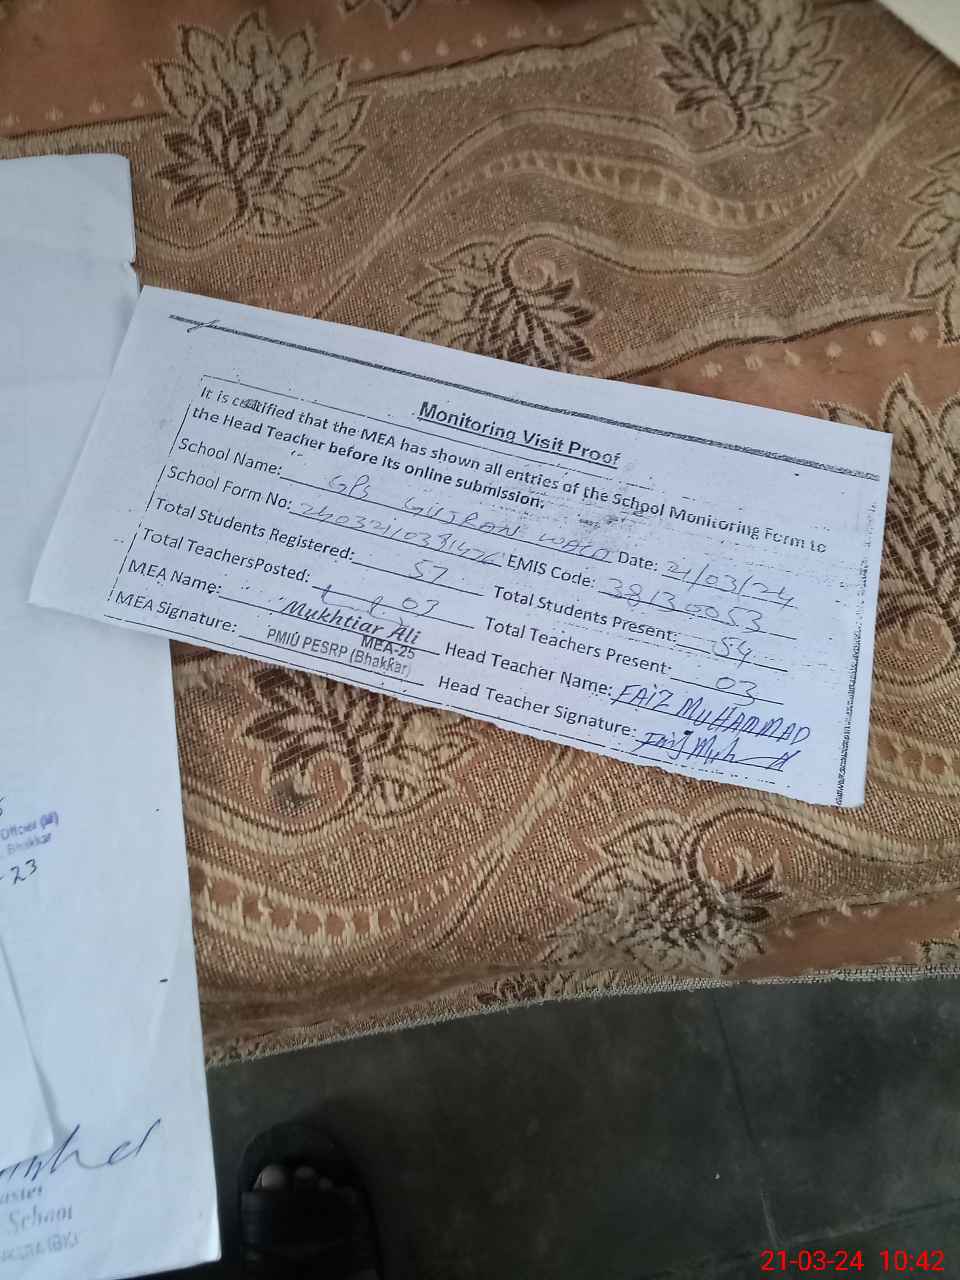 Monitoring Visit Proof
It is certified that the MEA has shown all entries of the School Monitoring Form to
the Head Teacher before its online submission.
School Name: GPS GUJRAN WALA Date: 21/03/24
School Form No: EMIS Code: 38130053
Total Students Registered: 57 Total Students Present: 54
Total TeachersPosted: 03 Total Teachers Present: 03
MEA Name: Mukhtiar Ali Head Teacher Name: FAIZ MUHAMMAD
MEA-25
MEA Signature: PMIU PESRP (Bhakkar) Head Teacher Signature:
Officer (M)
Bhakkar
-23
School
21-03-24 10:42